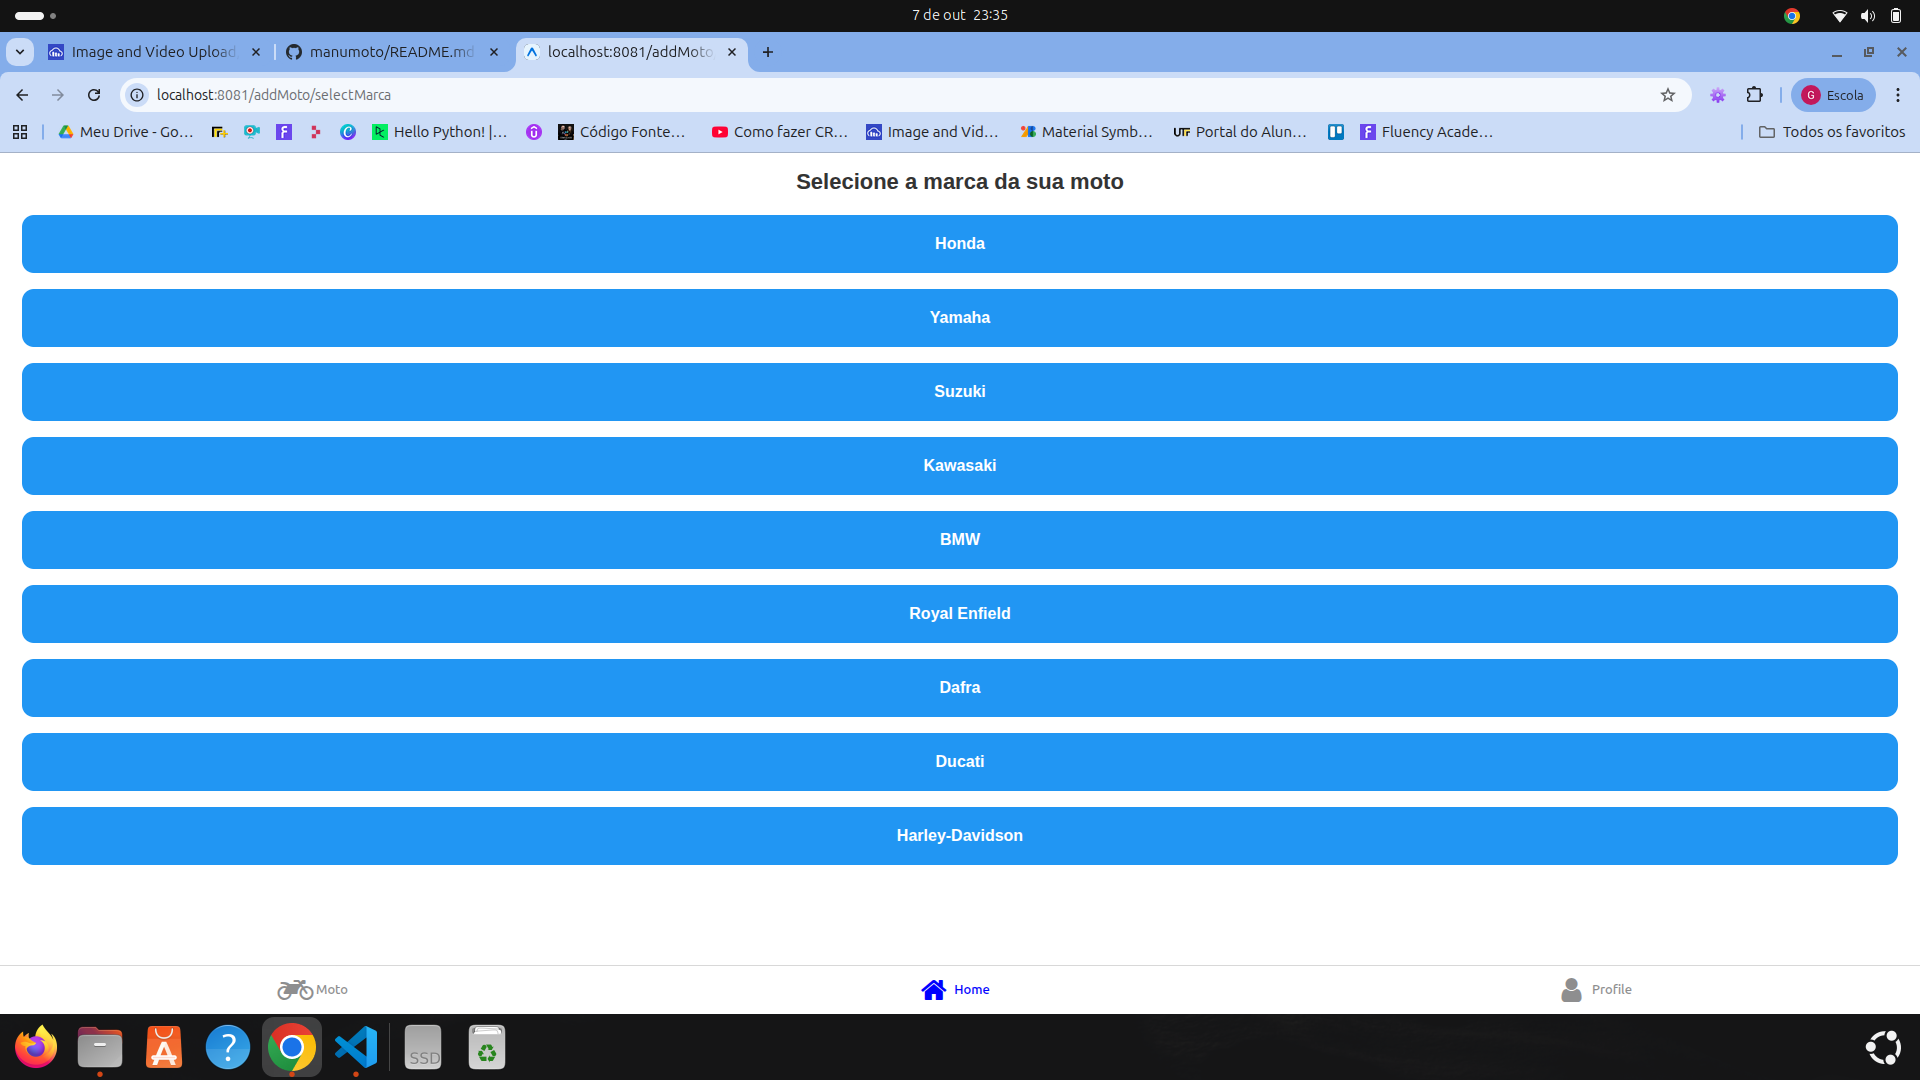 7 de out 23:35
Image and Video Upload
manumoto/README.md
localhost:8081/addMoto
localhost:8081/addMoto/selectMarca
G Escola
Meu Drive - Go…
Hello Python! |…
Código Fonte…
Como fazer CR…
Image and Vid…
Material Symb…
UTF Portal do Alun…
Fluency Acade…
Todos os favoritos
Selecione a marca da sua moto
Honda
Yamaha
Suzuki
Kawasaki
BMW
Royal Enfield
Dafra
Ducati
Harley-Davidson
Moto
Home
Profile
SSD